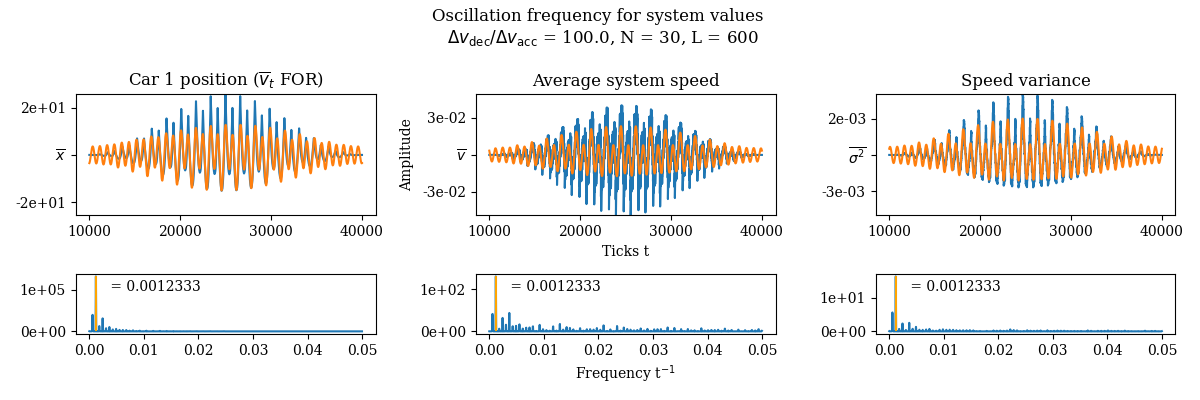 Oscillation frequency for system values
Δv_dec/Δv_acc = 100.0, N = 30, L = 600
Car 1 position (v̅_t FOR)
2e+01
x̅
-2e+01
10000 20000 30000 40000
Average system speed
Amplitude
3e-02
v̅
-3e-02
10000 20000 30000 40000
Ticks t
Speed variance
2e-03
σ²
-3e-03
10000 20000 30000 40000
1e+05
0e+00
= 0.0012333
0.00 0.01 0.02 0.03 0.04 0.05
1e+02
0e+00
= 0.0012333
0.00 0.01 0.02 0.03 0.04 0.05
Frequency t⁻¹
1e+01
0e+00
= 0.0012333
0.00 0.01 0.02 0.03 0.04 0.05